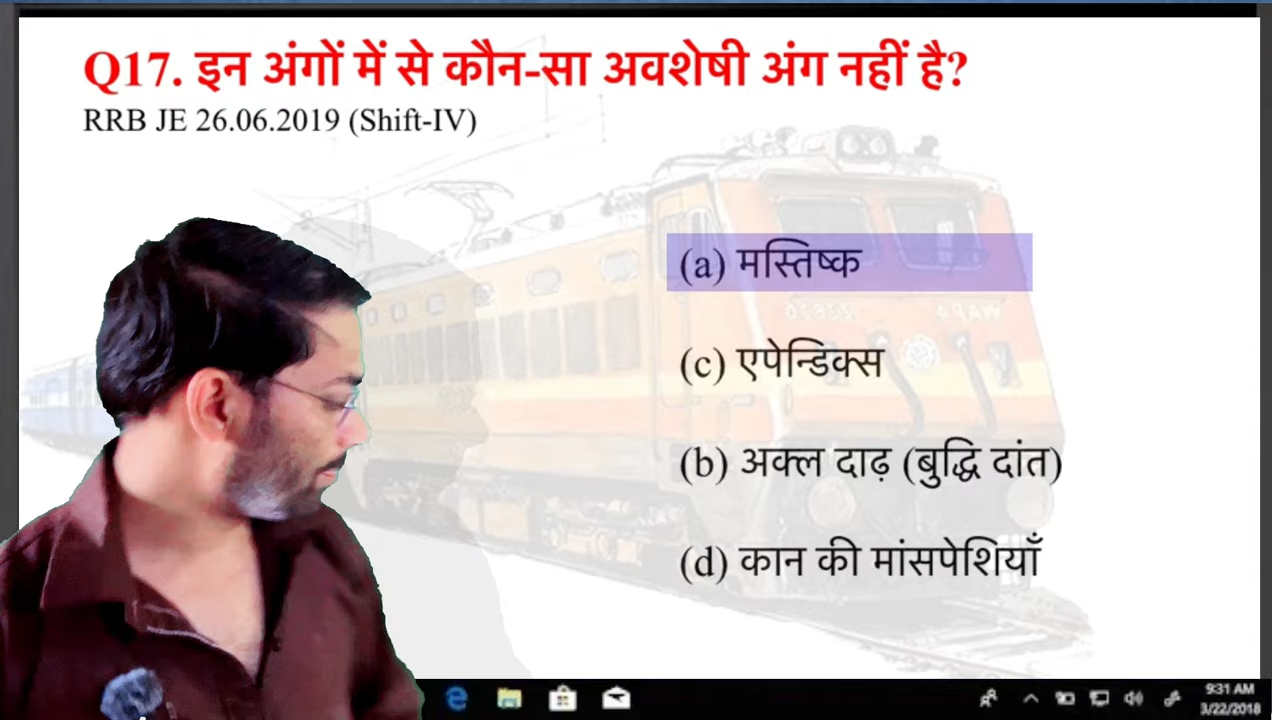 Q17. इन अंगों में से कौन-सा अवशेषी अंग नहीं है?
RRB JE 26.06.2019 (Shift-IV)
(a) मस्तिष्क
(c) एपेन्डिक्स
(b) अक्ल दाढ़ (बुद्धि दांत)
(d) कान की मांसपेशियाँ
9:31 AM
3/22/2018